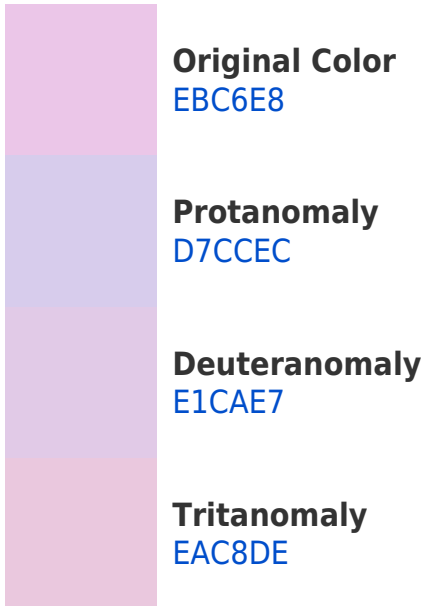 Original Color
EBC6E8
Protanomaly
D7CCEC
Deuteranomaly
E1CAE7
Tritanomaly
EAC8DE